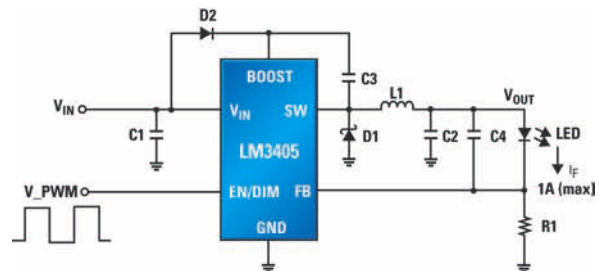 D2
BOOST
C3
L1
VOUT
VIN
C1
VIN
SW
D1
C2
C4
LED
LM3405
IF
1A (max)
V_PWM
EN/DIM
FB
R1
GND